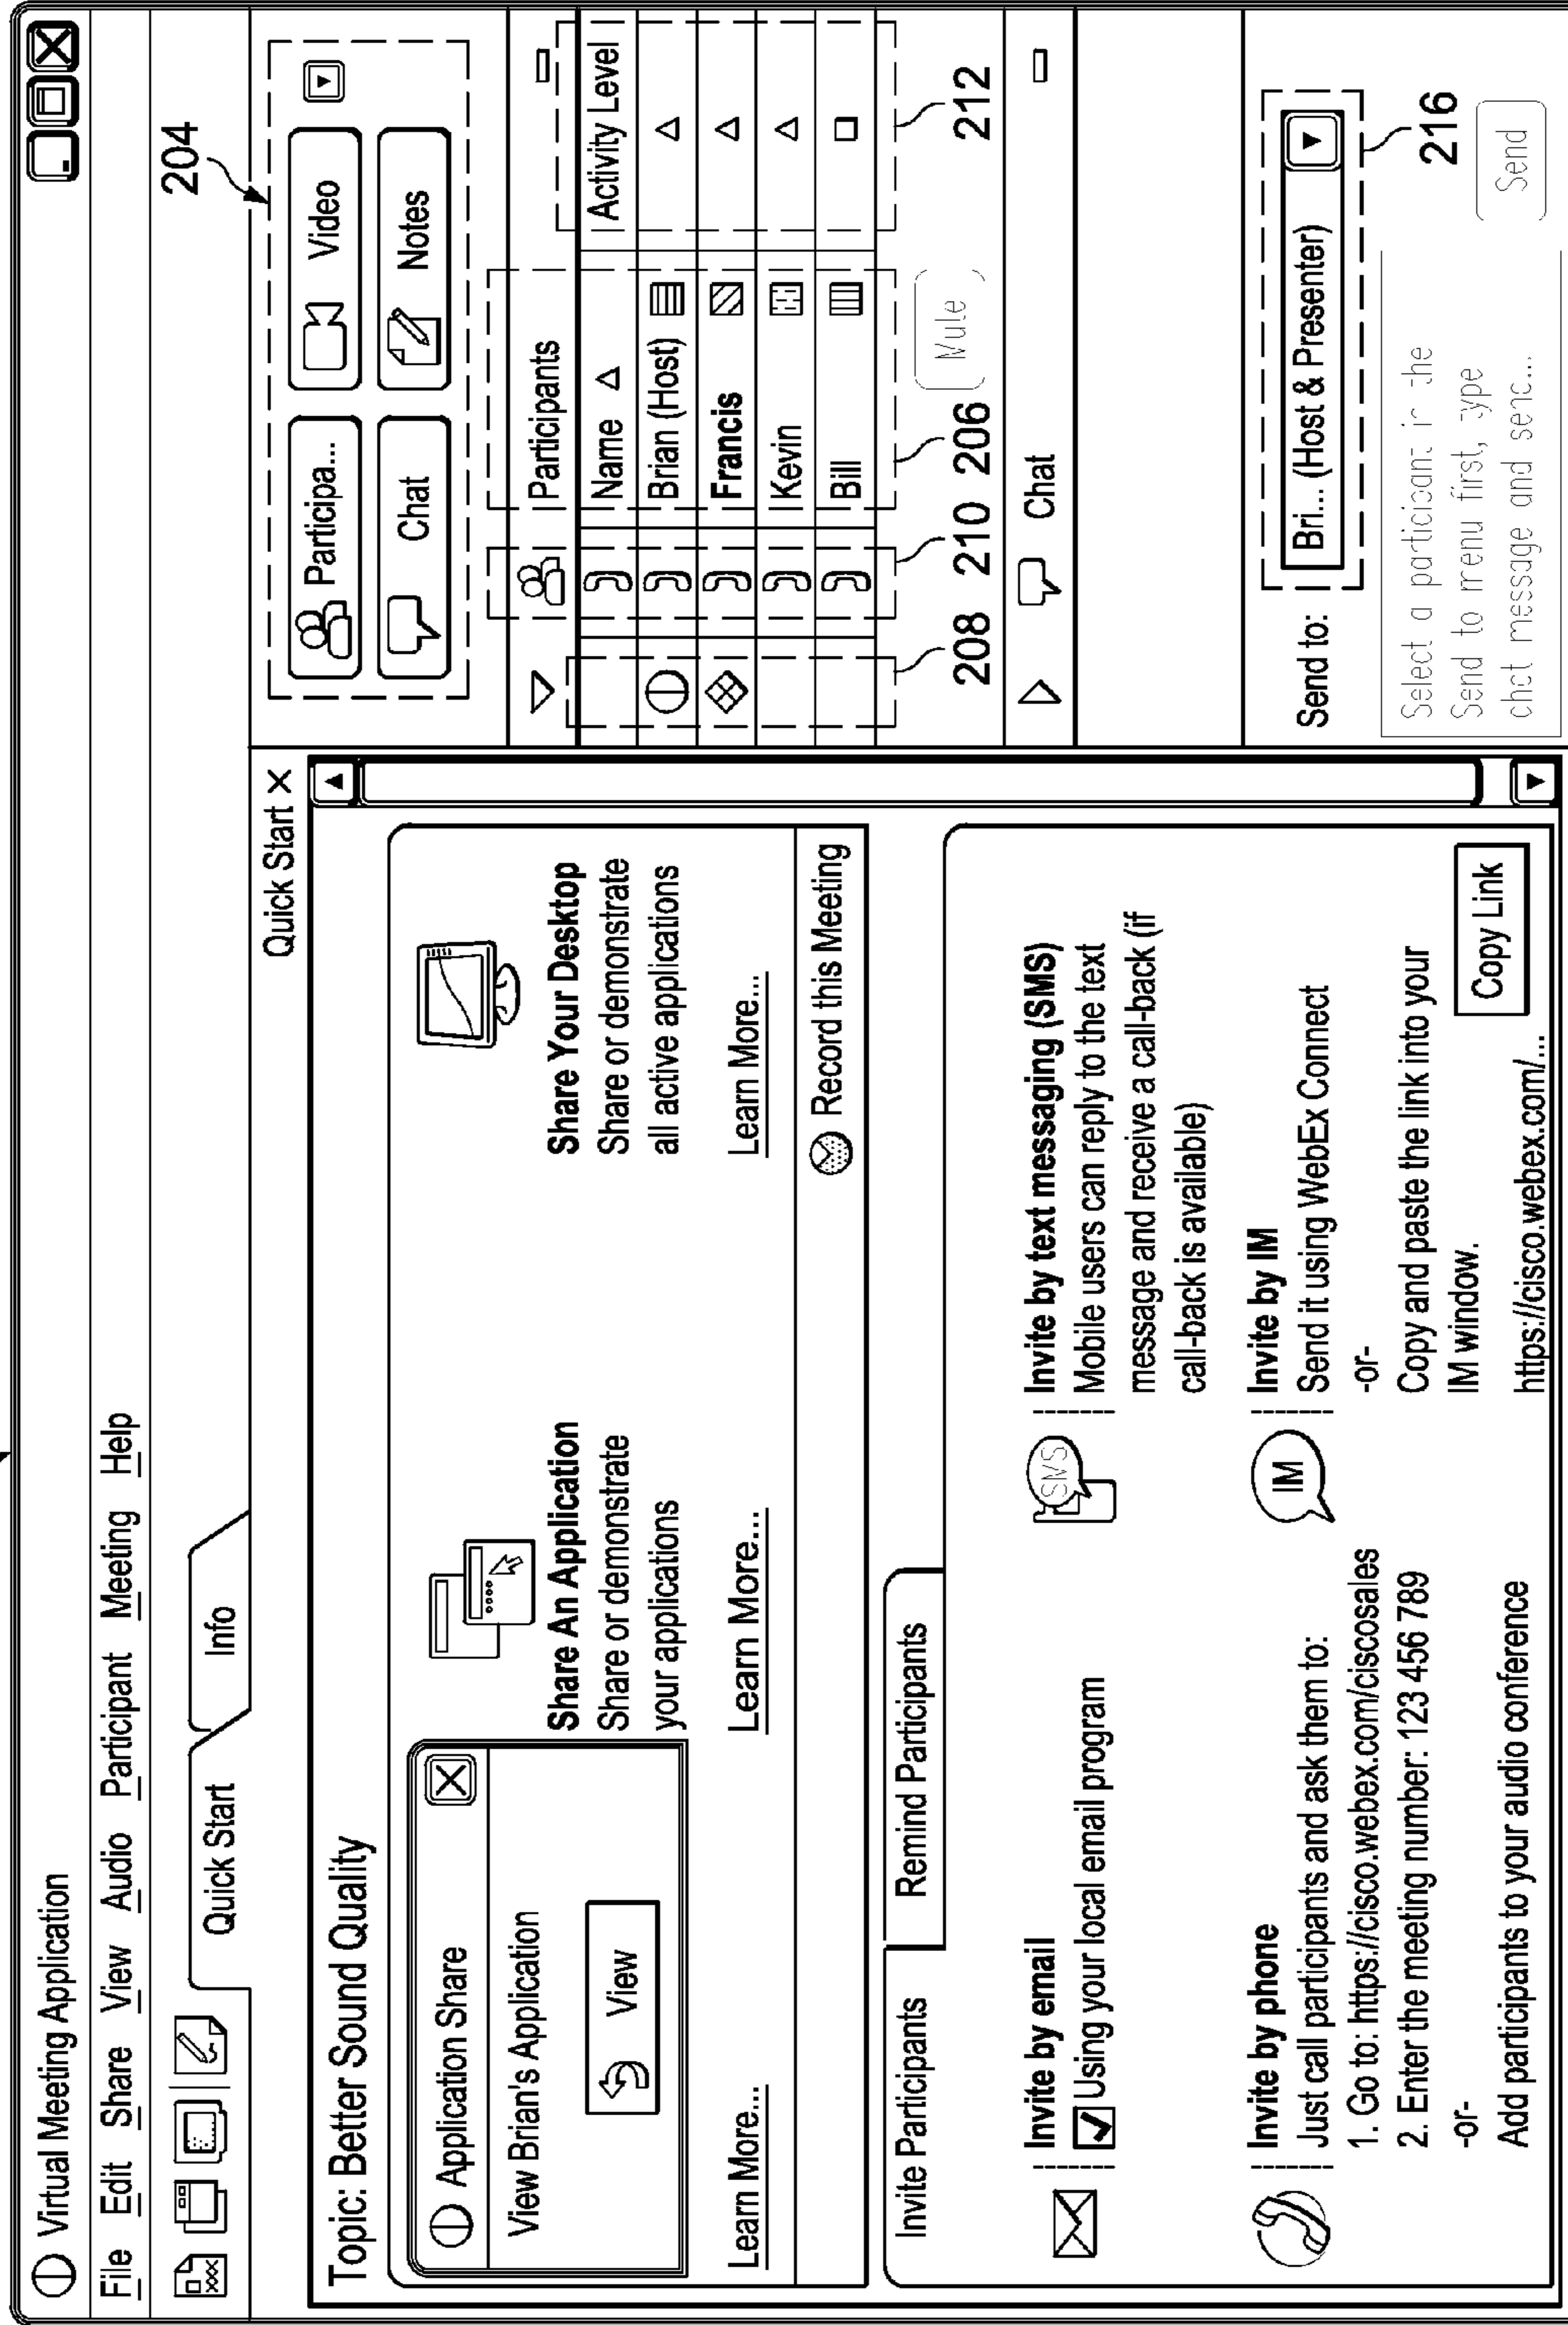 Virtual Meeting Application
File Edit Share View Audio Participant Meeting Help
Quick Start Info
Quick Start X
Topic: Better Sound Quality
Application Share
View Brian's Application
View
Learn More...
Share An Application
Share or demonstrate
your applications
Learn More...
Share Your Desktop
Share or demonstrate
all active applications
Learn More...
Record this Meeting
Invite Participants Remind Participants
Invite by email
Using your local email program
Invite by phone
Just call participants and ask them to:
1. Go to: https://cisco.webex.com/ciscosales
2. Enter the meeting number: 123 456 789
-or-
Add participants to your audio conference
SMS
Invite by text messaging (SMS)
Mobile users can reply to the text
message and receive a call-back (if
call-back is available)
IM
Invite by IM
Send it using WebEx Connect
-or-
Copy and paste the link into your
IM window.
https://cisco.webex.com/...
Copy Link
204
Participa... Video
Chat Notes
Participants
Name Activity Level
Brian (Host)
Francis
Kevin
Bill
Mute
208 210 206 212
Chat
Send to: Bri... (Host & Presenter)
216
Select a participant in the
Send to menu first, type
chat message and send...
Send